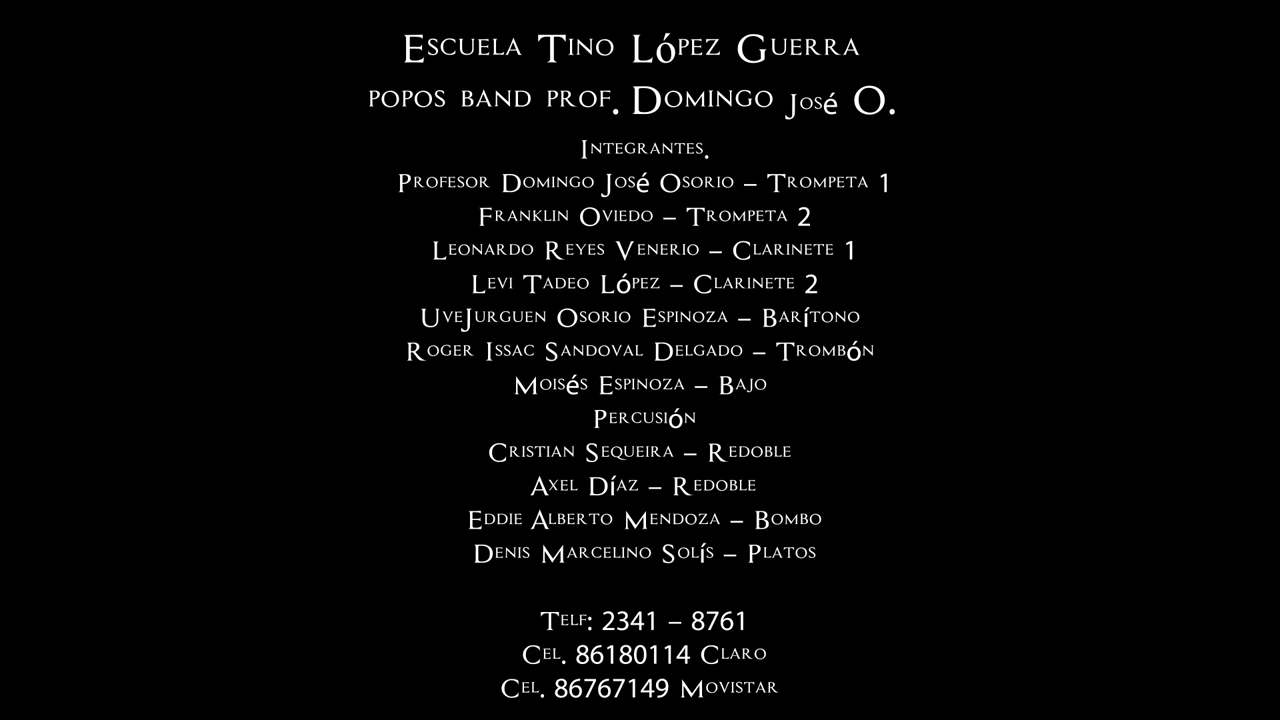 Escuela Tino López Guerra
popos band prof. Domingo José O.
Integrantes.
Profesor Domingo José Osorio – Trompeta 1
Franklin Oviedo – Trompeta 2
Leonardo Reyes Venerio – Clarinete 1
Levi Tadeo López – Clarinete 2
UveJurguen Osorio Espinoza – Barítono
Roger Issac Sandoval Delgado – Trombón
Moisés Espinoza – Bajo
Percusión
Cristian Sequeira – Redoble
Axel Díaz – Redoble
Eddie Alberto Mendoza – Bombo
Denis Marcelino Solís – Platos
Telf: 2341 – 8761
Cel. 86180114 Claro
Cel. 86767149 Movistar